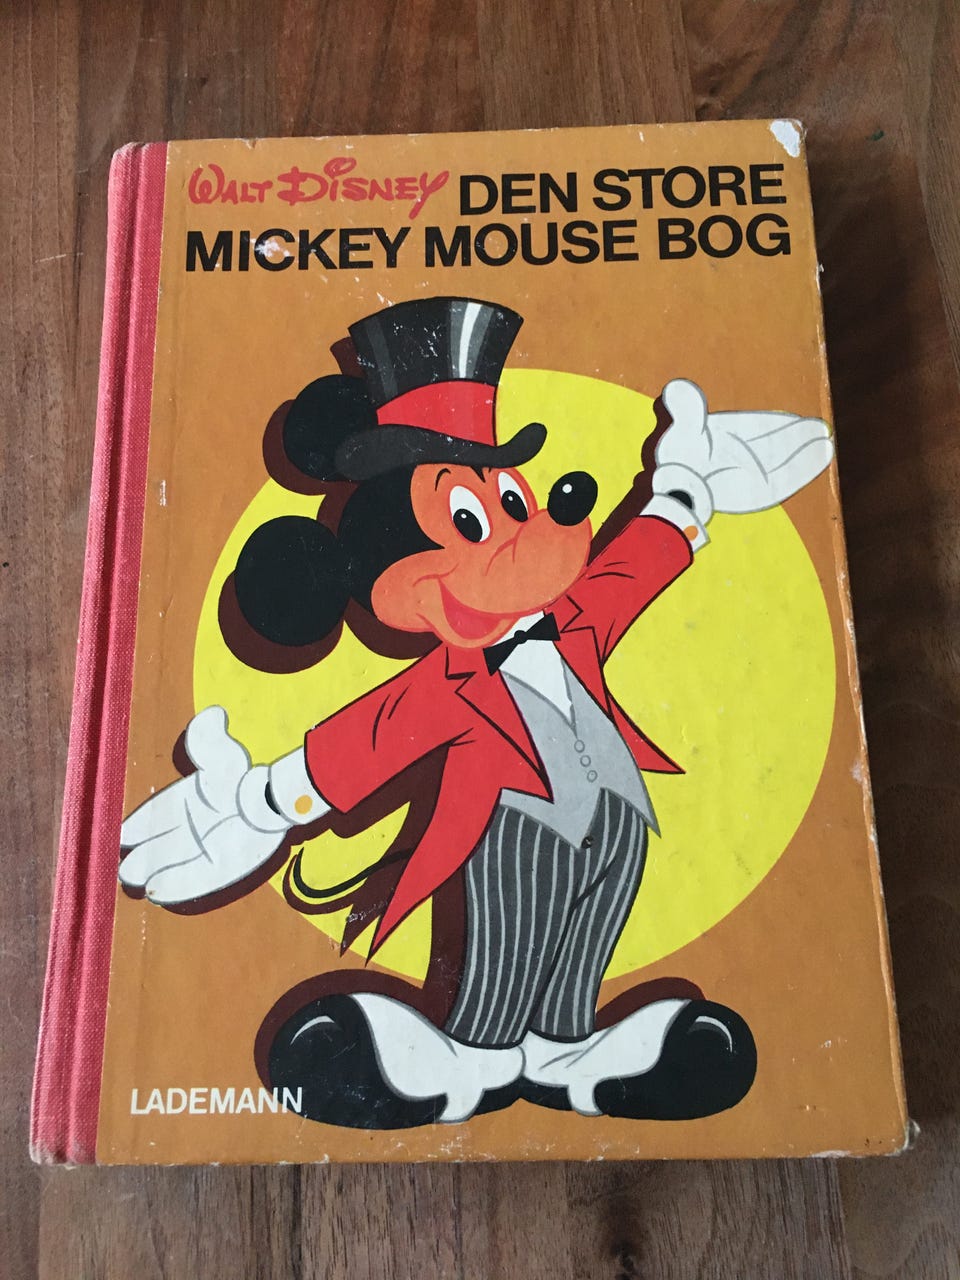 WALT DISNEY DEN STORE
MICKEY MOUSE BOG
LADEMANN